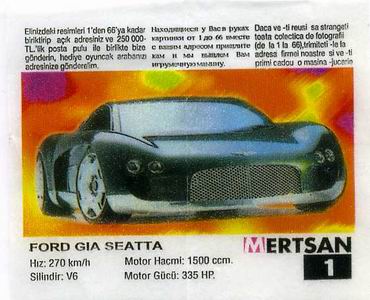 Elinizdeki resimleri 1'den 66'ya kadar
biriktirip açık adresiniz ve 250 000-
TL.'lik posta pulu ile birlikte bize
gönderin, hediye oyuncak arabanızı
adresinize gönderelim.
Находящиеся у Вас в руках
картинки от 1 до 66 вместе
с вашим адресом пришлите
нам и мы вышлем Вам
игрушечную машину.
Daca ve -ti reusi sa strangeti
toata colectica de fotografii
(de la 1 la 66),trimiteti -le la
adresa firmei noastre si ve -ti
primi cadou o masina -jucarie
FORD GIA SEATTA
MERTSAN
Hız: 270 km/h Motor Hacmi: 1500 ccm.
Silindir: V6 Motor Gücü: 335 HP.
1